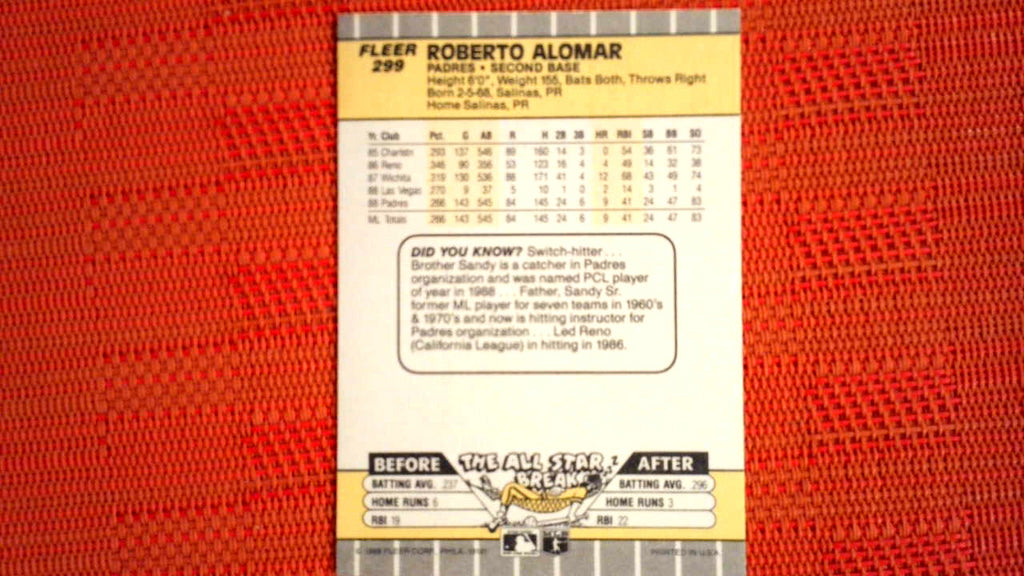 FLEER ROBERTO ALOMAR
299 PADRES • SECOND BASE
Height 6'0", Weight 155, Bats Both, Throws Right
Born 2-5-68, Salinas, PR
Home Salinas, PR
Yr. Club Pct. G AB R H 2B 3B HR RBI SB BB SO
85 Charlstn .293 137 546 89 160 14 3 0 54 36 61 73
86 Reno .346 90 356 53 123 16 4 4 49 14 32 38
87 Wichita .319 130 536 88 171 41 4 12 68 43 49 74
88 Las Vegas .270 9 37 5 10 1 0 2 14 3 1 4
88 Padres .266 143 545 84 145 24 6 9 41 24 47 83
ML Totals .266 143 545 84 145 24 6 9 41 24 47 83
DID YOU KNOW? Switch-hitter . . .
Brother Sandy is a catcher in Padres
organization and was named PCL player
of year in 1988 . . . Father, Sandy Sr.
former ML player for seven teams in 1960's
& 1970's and now is hitting instructor for
Padres organization . . . Led Reno
(California League) in hitting in 1986.
BEFORE THE ALL STAR BREAK AFTER
BATTING AVG. .237 BATTING AVG. .296
HOME RUNS 6 HOME RUNS 3
RBI 19 RBI 22
© 1989 FLEER CORP., PHILA. 19141 PRINTED IN U.S.A.